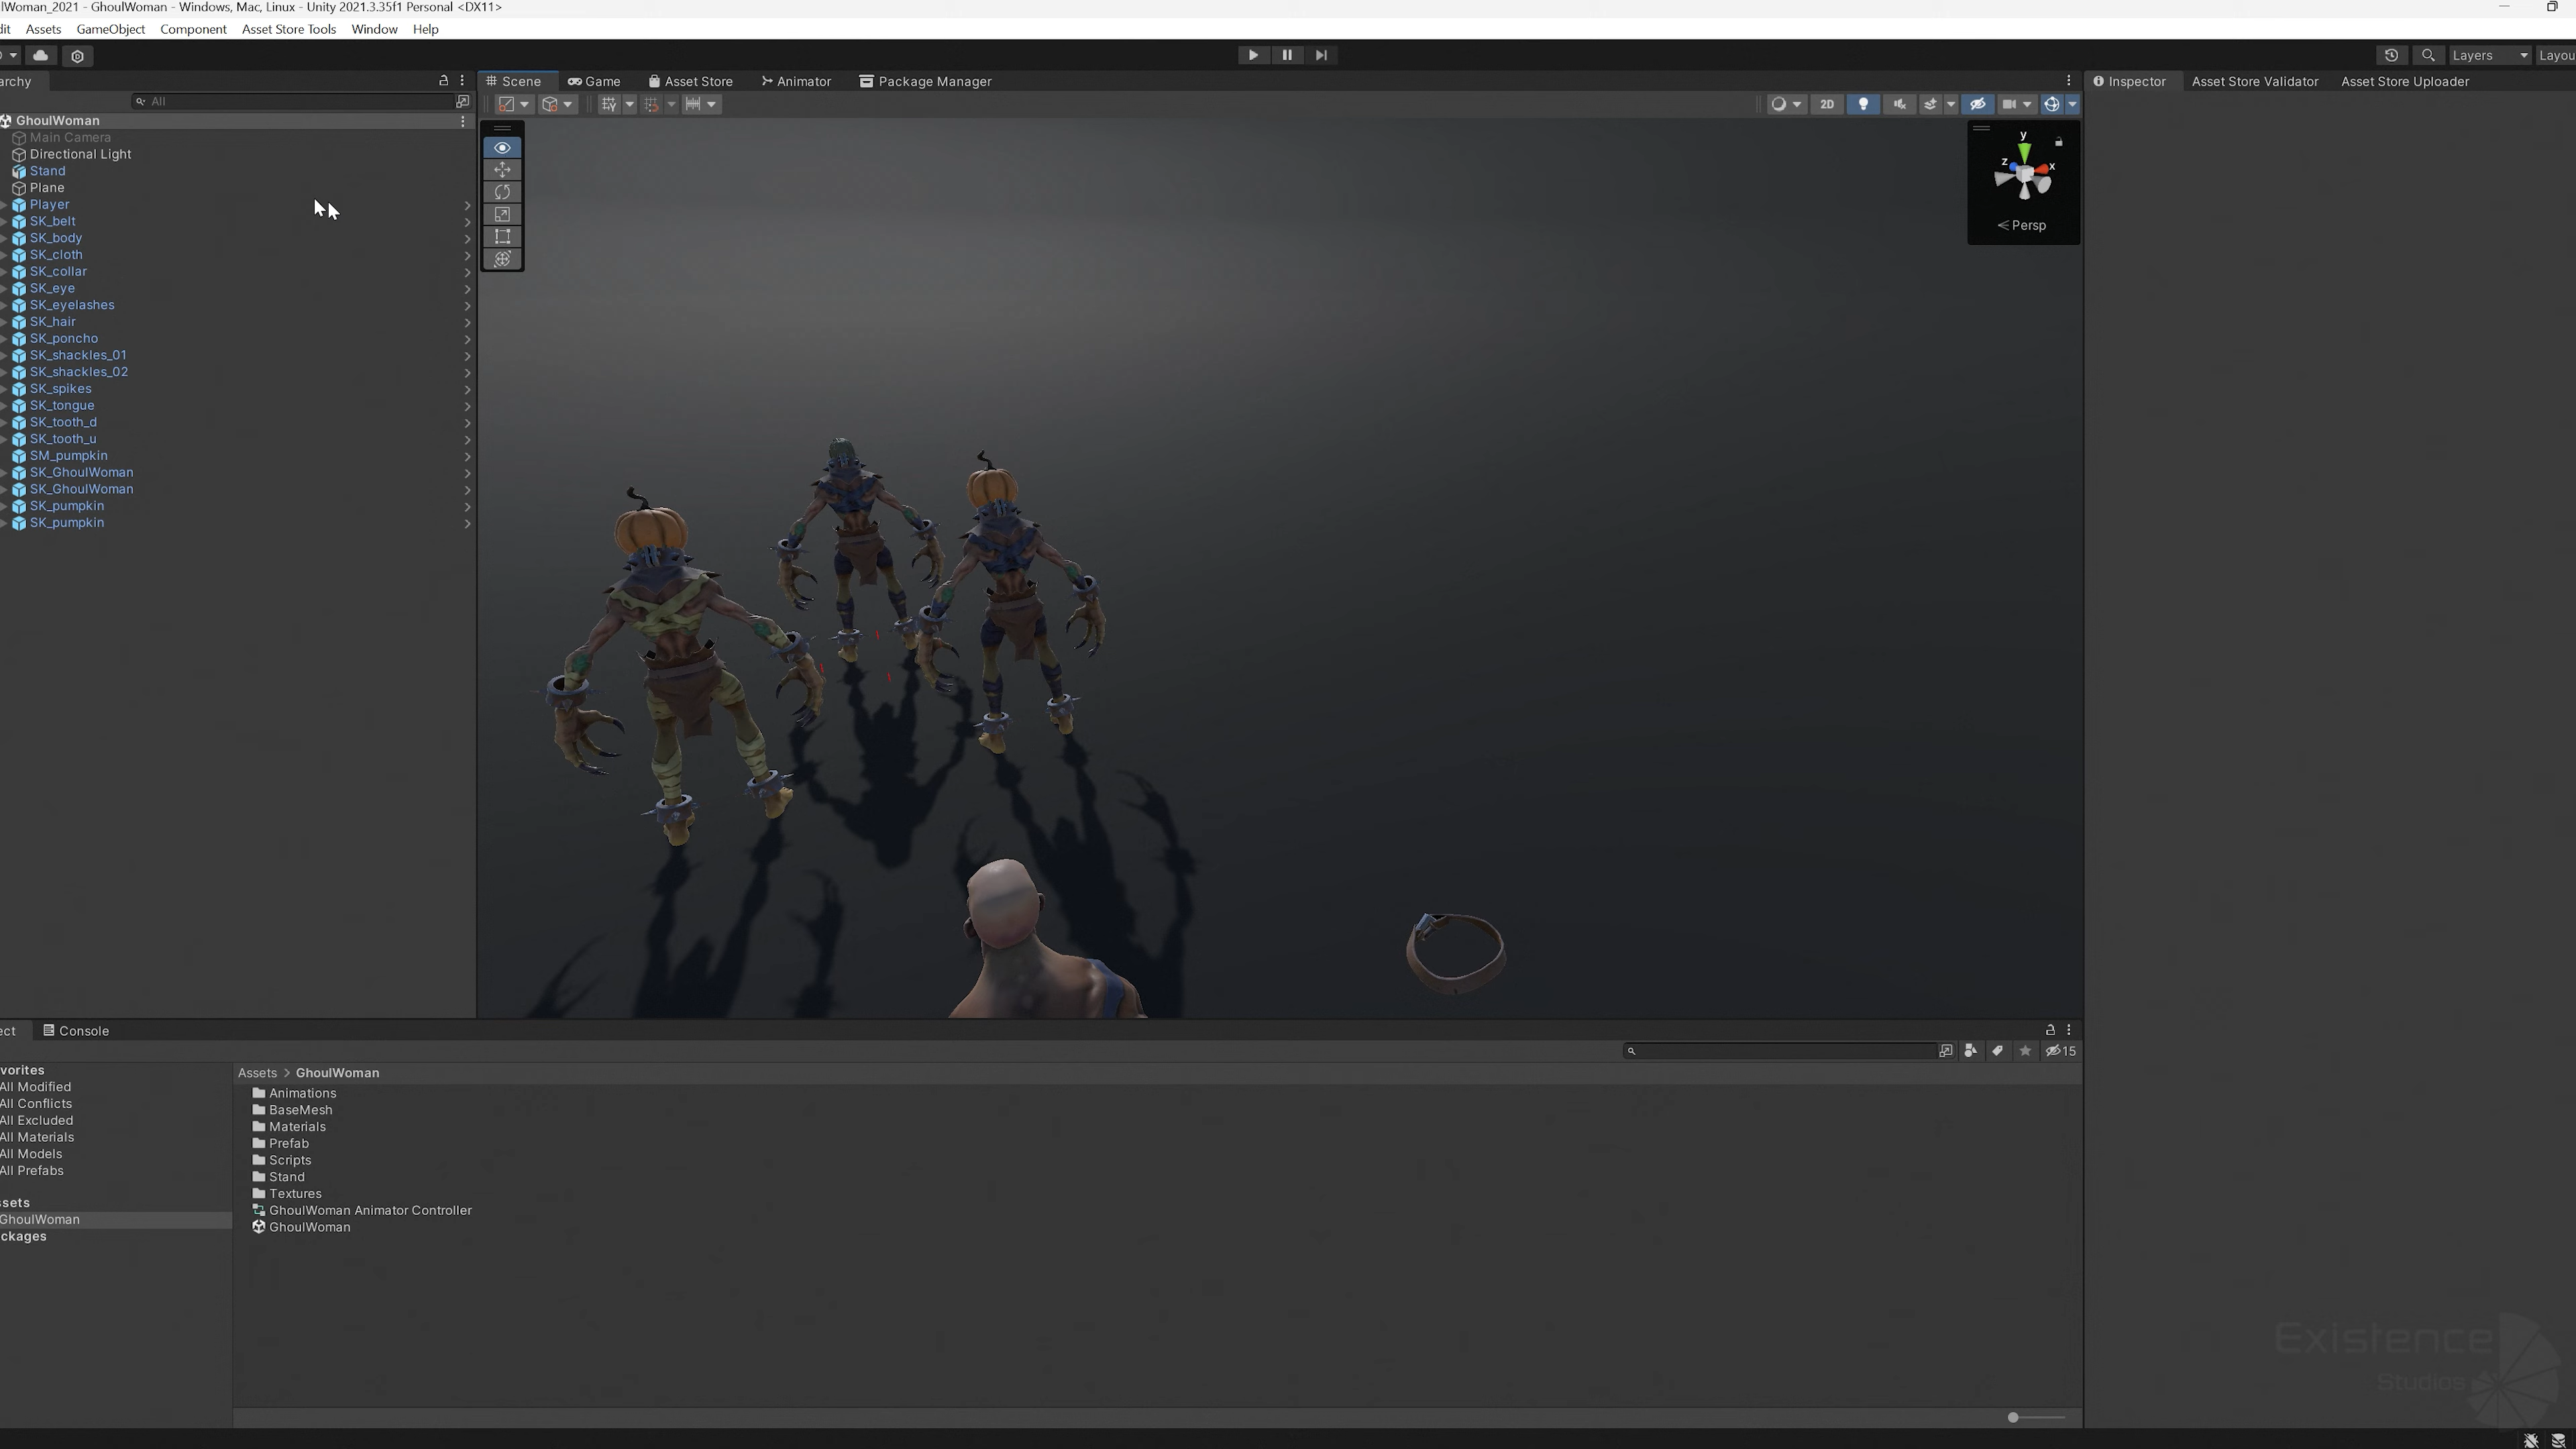 lWoman_2021 - GhoulWoman - Windows, Mac, Linux - Unity 2021.3.35f1 Personal <DX11>
dit Assets GameObject Component Asset Store Tools Window Help
Layers Layou
archy
Scene Game Asset Store Animator Package Manager
Inspector Asset Store Validator Asset Store Uploader
All
2D
GhoulWoman
Main Camera
Directional Light
Stand
Plane
Player
SK_belt
SK_body
SK_cloth
SK_collar
SK_eye
SK_eyelashes
SK_hair
SK_poncho
SK_shackles_01
SK_shackles_02
SK_spikes
SK_tongue
SK_tooth_d
SK_tooth_u
SM_pumpkin
SK_GhoulWoman
SK_GhoulWoman
SK_pumpkin
SK_pumpkin
y
z x
< Persp
ect Console
15
vorites
All Modified
All Conflicts
All Excluded
All Materials
All Models
All Prefabs
ssets
GhoulWoman
ckages
Assets > GhoulWoman
Animations
BaseMesh
Materials
Prefab
Scripts
Stand
Textures
GhoulWoman Animator Controller
GhoulWoman
Existence
Studios